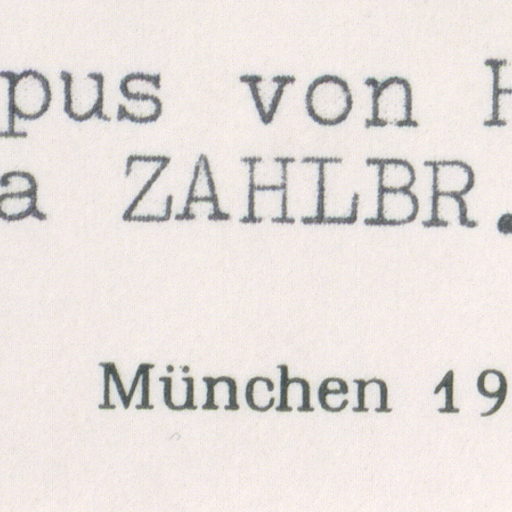 pus von H
a ZAHLBR.
München 19